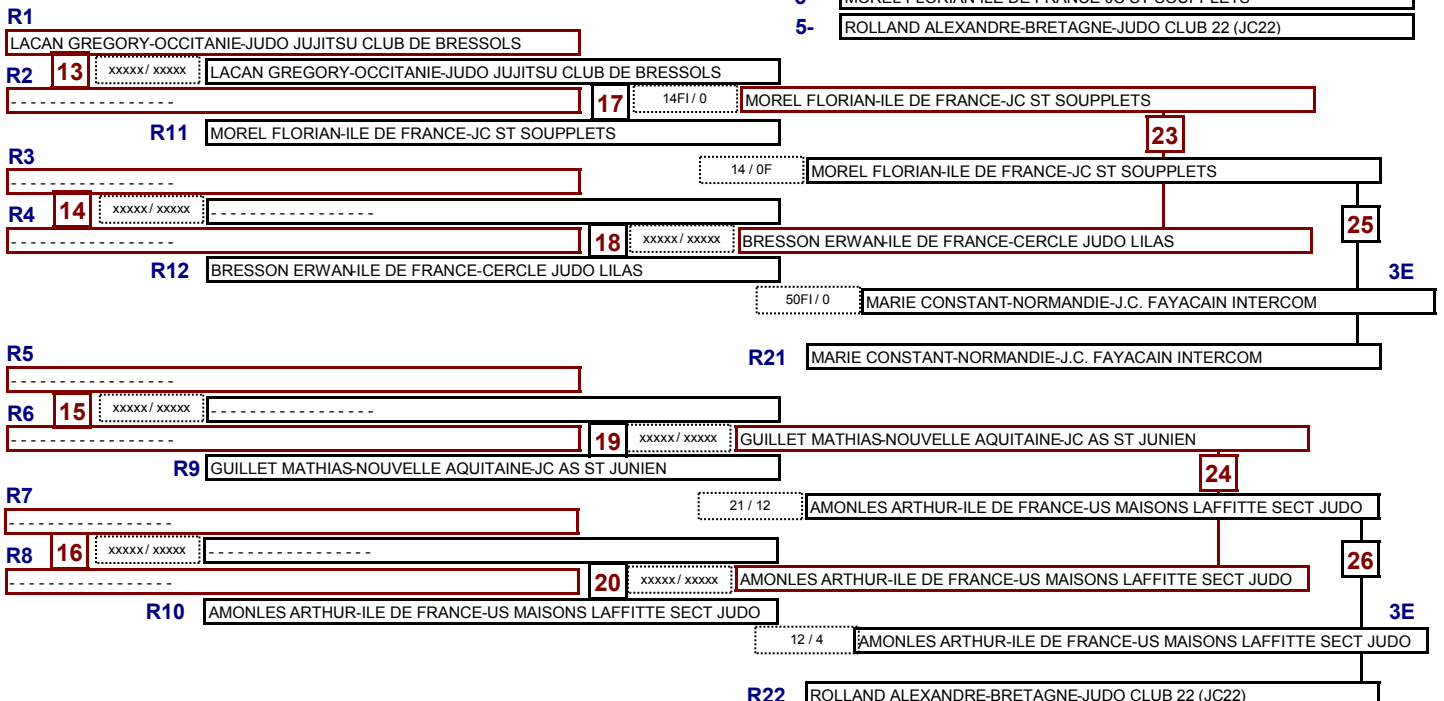 5- MOREL FLORIAN-ILE DE FRANCE-JC ST SOUPPLETS
R1
5- ROLLAND ALEXANDRE-BRETAGNE-JUDO CLUB 22 (JC22)
LACAN GREGORY-OCCITANIE-JUDO JUJITSU CLUB DE BRESSOLS
R2 13 xxxxx / xxxxx LACAN GREGORY-OCCITANIE-JUDO JUJITSU CLUB DE BRESSOLS
- - - - - - - - - - - - - - - - - 17 14FI / 0 MOREL FLORIAN-ILE DE FRANCE-JC ST SOUPPLETS
R11 MOREL FLORIAN-ILE DE FRANCE-JC ST SOUPPLETS 23
R3
- - - - - - - - - - - - - - - - - 14 / 0F MOREL FLORIAN-ILE DE FRANCE-JC ST SOUPPLETS
R4 14 xxxxx / xxxxx - - - - - - - - - - - - - - - - - 25
- - - - - - - - - - - - - - - - - 18 xxxxx / xxxxx BRESSON ERWAN-ILE DE FRANCE-CERCLE JUDO LILAS
R12 BRESSON ERWAN-ILE DE FRANCE-CERCLE JUDO LILAS 3E
50FI / 0 MARIE CONSTANT-NORMANDIE-J.C. FAYACAIN INTERCOM
R5 R21 MARIE CONSTANT-NORMANDIE-J.C. FAYACAIN INTERCOM
- - - - - - - - - - - - - - - - -
R6 15 xxxxx / xxxxx - - - - - - - - - - - - - - - - -
- - - - - - - - - - - - - - - - - 19 xxxxx / xxxxx GUILLET MATHIAS-NOUVELLE AQUITAINE-JC AS ST JUNIEN
R9 GUILLET MATHIAS-NOUVELLE AQUITAINE-JC AS ST JUNIEN 24
R7 21 / 12 AMONLES ARTHUR-ILE DE FRANCE-US MAISONS LAFFITTE SECT JUDO
- - - - - - - - - - - - - - - - -
R8 16 xxxxx / xxxxx - - - - - - - - - - - - - - - - - 26
- - - - - - - - - - - - - - - - - 20 xxxxx / xxxxx AMONLES ARTHUR-ILE DE FRANCE-US MAISONS LAFFITTE SECT JUDO
R10 AMONLES ARTHUR-ILE DE FRANCE-US MAISONS LAFFITTE SECT JUDO 3E
12 / 4 AMONLES ARTHUR-ILE DE FRANCE-US MAISONS LAFFITTE SECT JUDO
R22 ROLLAND ALEXANDRE-BRETAGNE-JUDO CLUB 22 (JC22)